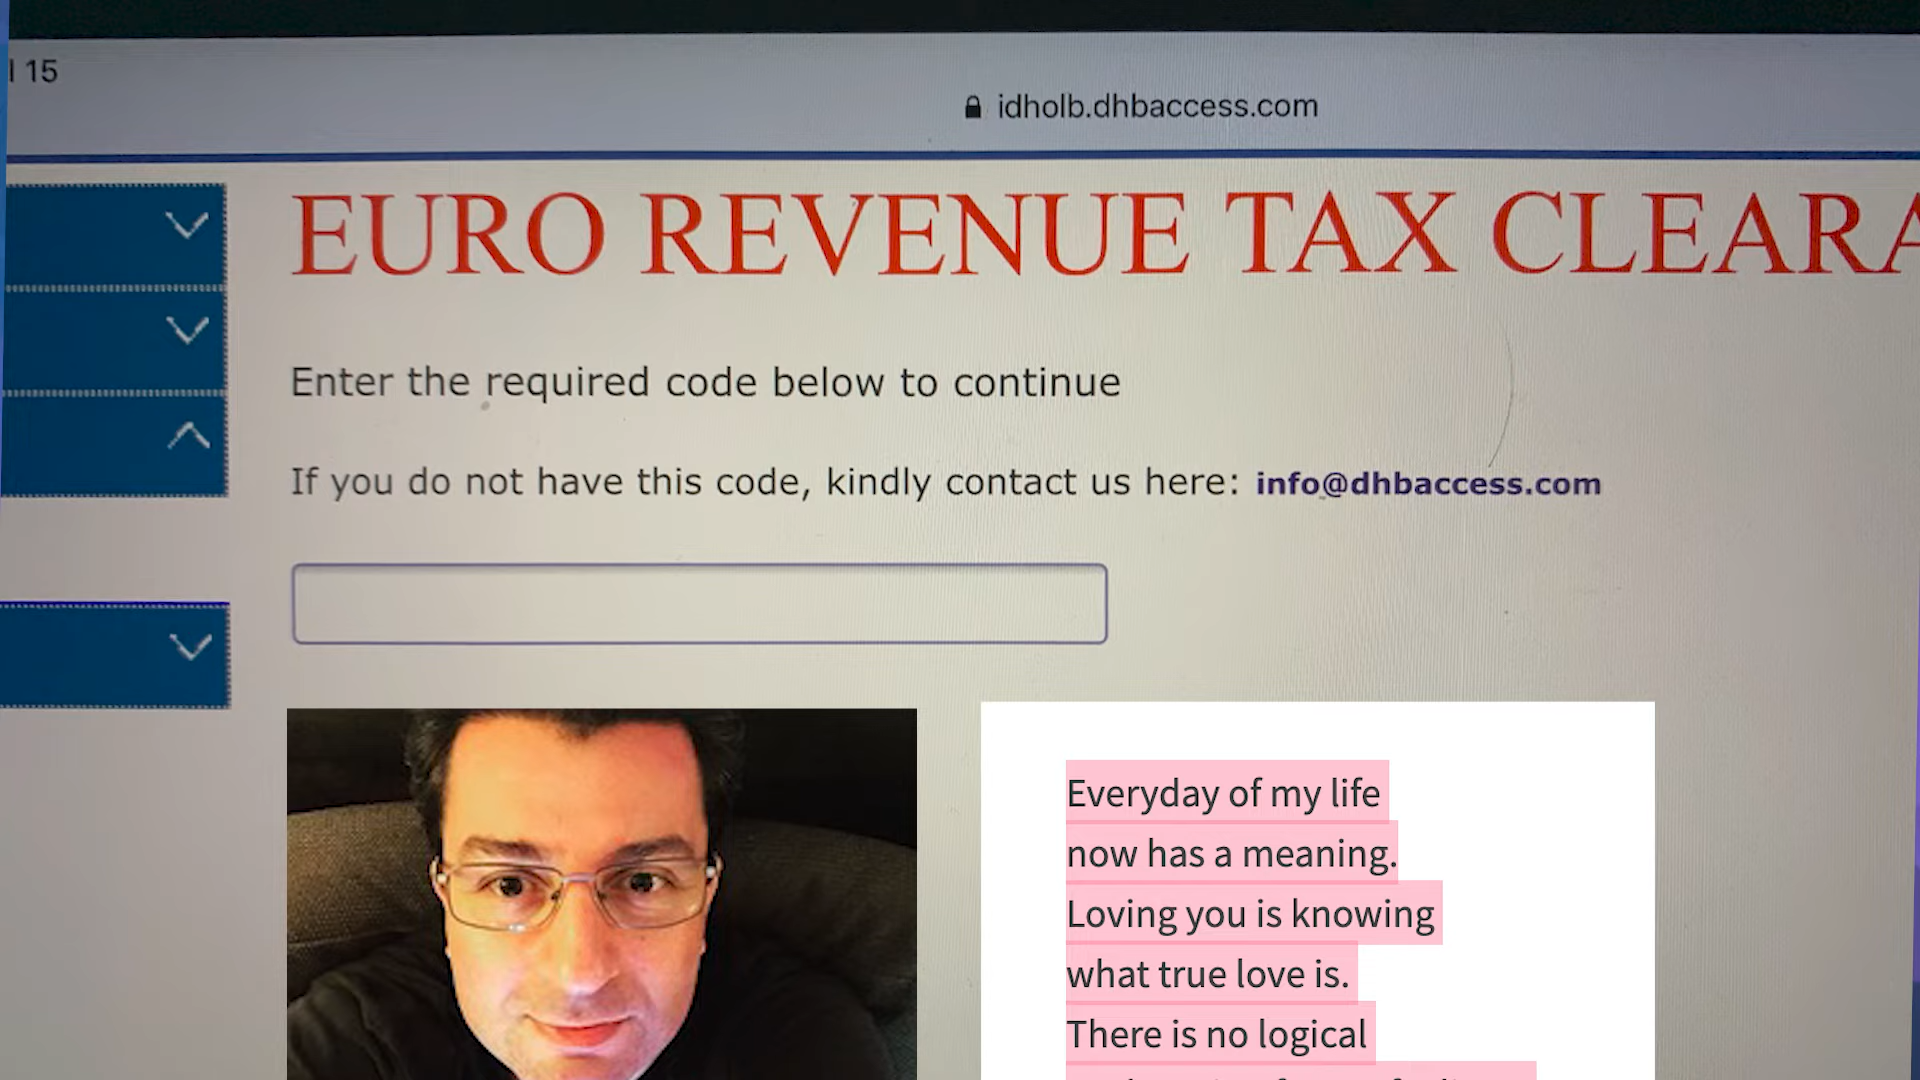 15
idholb.dhbaccess.com
EURO REVENUE TAX CLEARA
Enter the required code below to continue
If you do not have this code, kindly contact us here: info@dhbaccess.com
Everyday of my life
now has a meaning.
Loving you is knowing
what true love is.
There is no logical